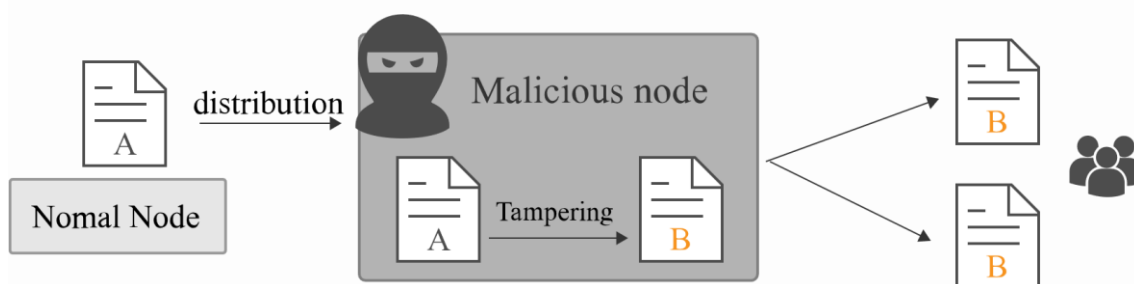 A
Nomal Node
distribution
Malicious node
A
Tampering
B
B
B